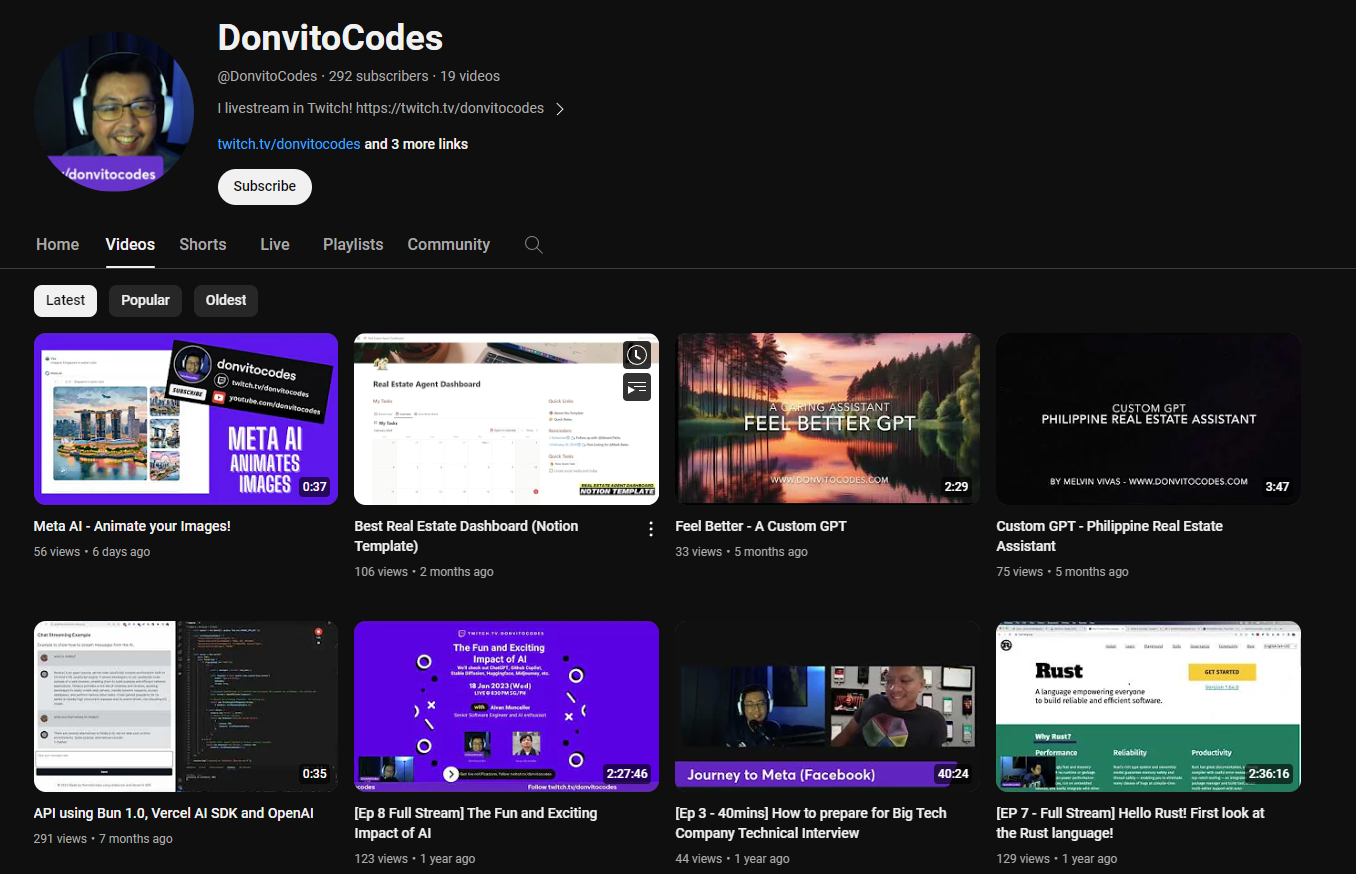 DonvitoCodes
@DonvitoCodes · 292 subscribers · 19 videos
I livestream in Twitch! https://twitch.tv/donvitocodes
twitch.tv/donvitocodes and 3 more links
/donvitocodes
Subscribe
Home Videos Shorts Live Playlists Community
Latest Popular Oldest
donvitocodes
twitch.tv/donvitocodes
SUBSCRIBE
youtube.com/donvitocodes
META AI
ANIMATES
IMAGES
0:37
Meta AI - Animate your Images!
56 views • 6 days ago
Real Estate Agent Dashboard
My Tasks
Quick Links
My Tasks
Quick Tasks
REAL ESTATE AGENT DASHBOARD
NOTION TEMPLATE
Best Real Estate Dashboard (Notion
Template)
106 views • 2 months ago
A CARING ASSISTANT
FEEL BETTER GPT
WWW.DONVITOCODES.COM
2:29
Feel Better - A Custom GPT
33 views • 5 months ago
CUSTOM GPT
PHILIPPINE REAL ESTATE ASSISTANT
BY MELVIN VIVAS - WWW.DONVITOCODES.COM
3:47
Custom GPT - Philippine Real Estate
Assistant
75 views • 5 months ago
Chat Streaming Example
0:35
API using Bun 1.0, Vercel AI SDK and OpenAI
291 views • 7 months ago
TWITCH.TV/DONVITOCODES
The Fun and Exciting
Impact of AI
We'll check out ChatGPT, Github Copilot,
Stable Diffusion, Huggingface, MidJourney, etc.
18 Jan 2023 (Wed)
LIVE 8:30PM SG/PH
with Aivan Monceller
Senior Software Engineer and AI enthusiast
codes
Follow twitch.tv/donvitocodes
2:27:46
[Ep 8 Full Stream] The Fun and Exciting
Impact of AI
123 views • 1 year ago
Journey to Meta (Facebook)
40:24
[Ep 3 - 40mins] How to prepare for Big Tech
Company Technical Interview
44 views • 1 year ago
Rust
GET STARTED
A language empowering everyone
to build reliable and efficient software.
Why Rust?
Performance Reliability Productivity
2:36:16
[EP 7 - Full Stream] Hello Rust! First look at
the Rust language!
129 views • 1 year ago